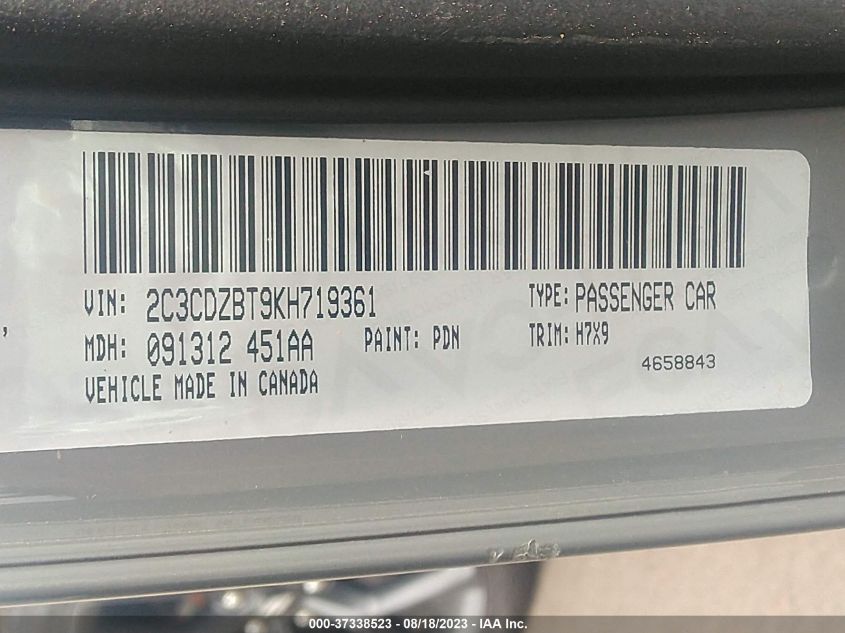 VIN: 2C3CDZBT9KH719361 TYPE: PASSENGER CAR
MDH: 091312 451AA PAINT: PDN TRIM: H7X9
VEHICLE MADE IN CANADA 4658843
000-37338523 - 08/18/2023 - IAA Inc.